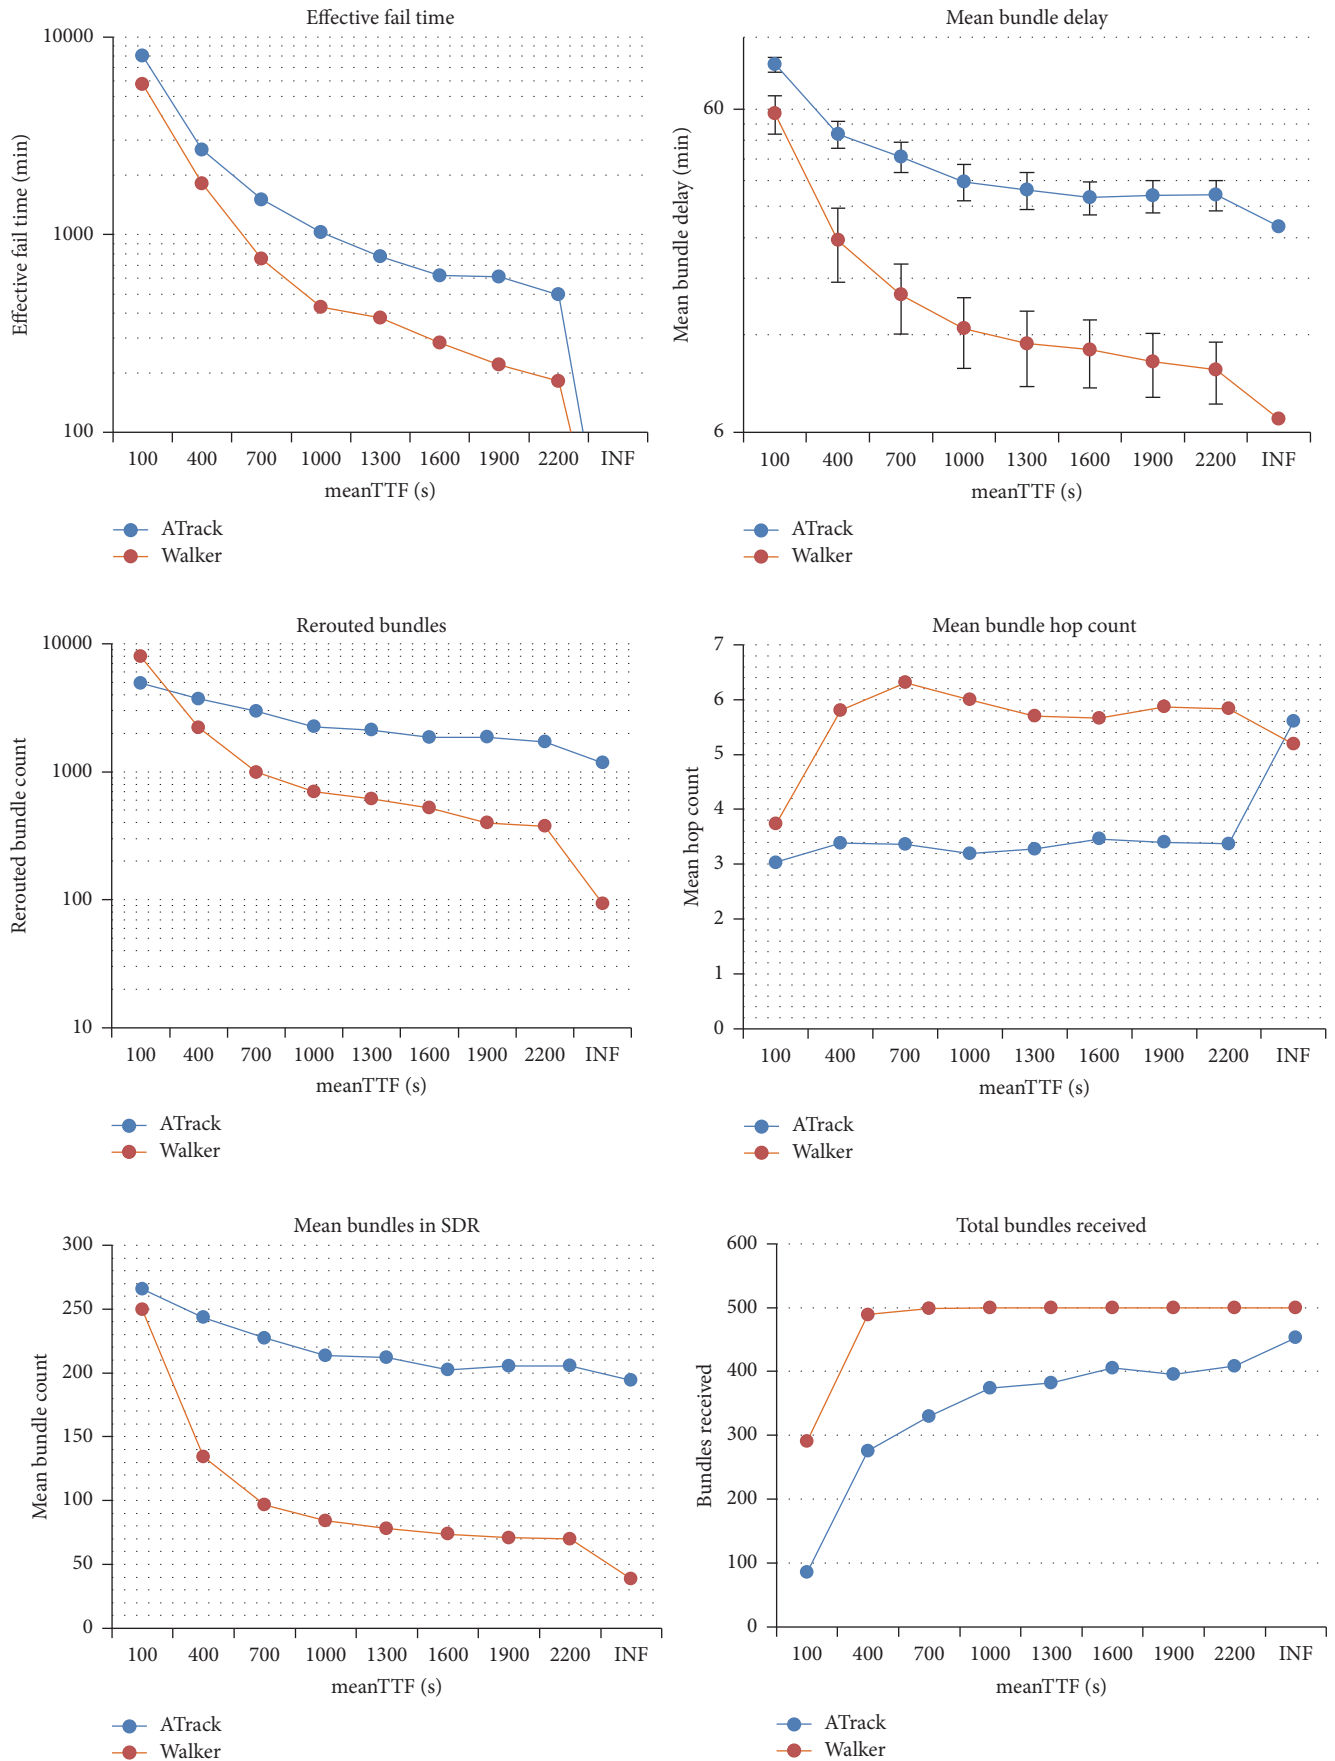 Effective fail time
10000
1000
100
Effective fail time (min)
100 400 700 1000 1300 1600 1900 2200 INF
meanTTF (s)
ATrack
Walker
Mean bundle delay
60
6
Mean bundle delay (min)
100 400 700 1000 1300 1600 1900 2200 INF
meanTTF (s)
ATrack
Walker
Rerouted bundles
10000
1000
100
10
Rerouted bundle count
100 400 700 1000 1300 1600 1900 2200 INF
meanTTF (s)
ATrack
Walker
Mean bundle hop count
7
6
5
4
3
2
1
0
Mean hop count
100 400 700 1000 1300 1600 1900 2200 INF
meanTTF (s)
ATrack
Walker
Mean bundles in SDR
300
250
200
150
100
50
0
Mean bundle count
100 400 700 1000 1300 1600 1900 2200 INF
meanTTF (s)
ATrack
Walker
Total bundles received
600
500
400
300
200
100
0
Bundles received
100 400 700 1000 1300 1600 1900 2200 INF
meanTTF (s)
ATrack
Walker